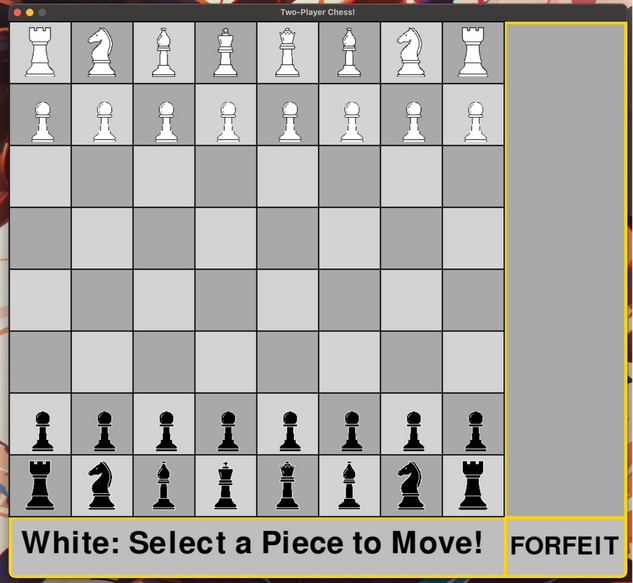 Two-Player Chess!
White: Select a Piece to Move!
FORFEIT